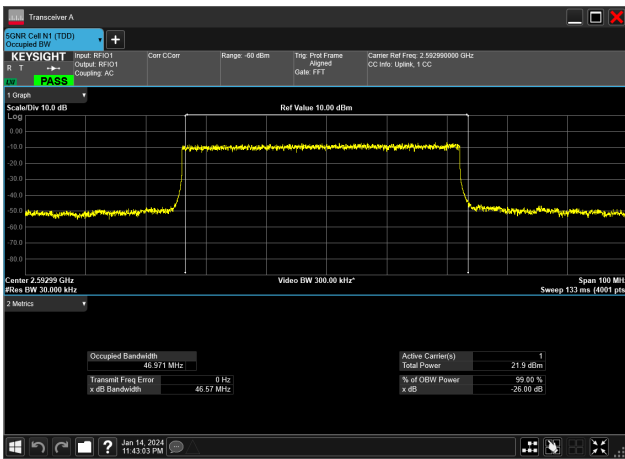 Transceiver A
5GNR Cell N1 (TDD)
Occupied BW
KEYSIGHT
R T
LNI
PASS
Input: RFIO1
Output: RFIO1
Coupling: AC
Corr CCorr
Range: -60 dBm
Trig: Prot Frame
Aligned
Gate: FFT
Carrier Ref Freq: 2.592990000 GHz
CC Info: Uplink, 1 CC
1 Graph
Scale/Div 10.0 dB
Ref Value 10.00 dBm
Log
0.00
-10.0
-20.0
-30.0
-40.0
-50.0
-60.0
-70.0
-80.0
Center 2.59299 GHz
#Res BW 30.000 kHz
Video BW 300.00 kHz*
Span 100 MHz
Sweep 133 ms (4001 pts
2 Metrics
Occupied Bandwidth
46.971 MHz
Transmit Freq Error 0 Hz
x dB Bandwidth 46.57 MHz
Active Carrier(s) 1
Total Power 21.9 dBm
% of OBW Power 99.00 %
x dB -26.00 dB
?
Jan 14, 2024
11:43:03 PM